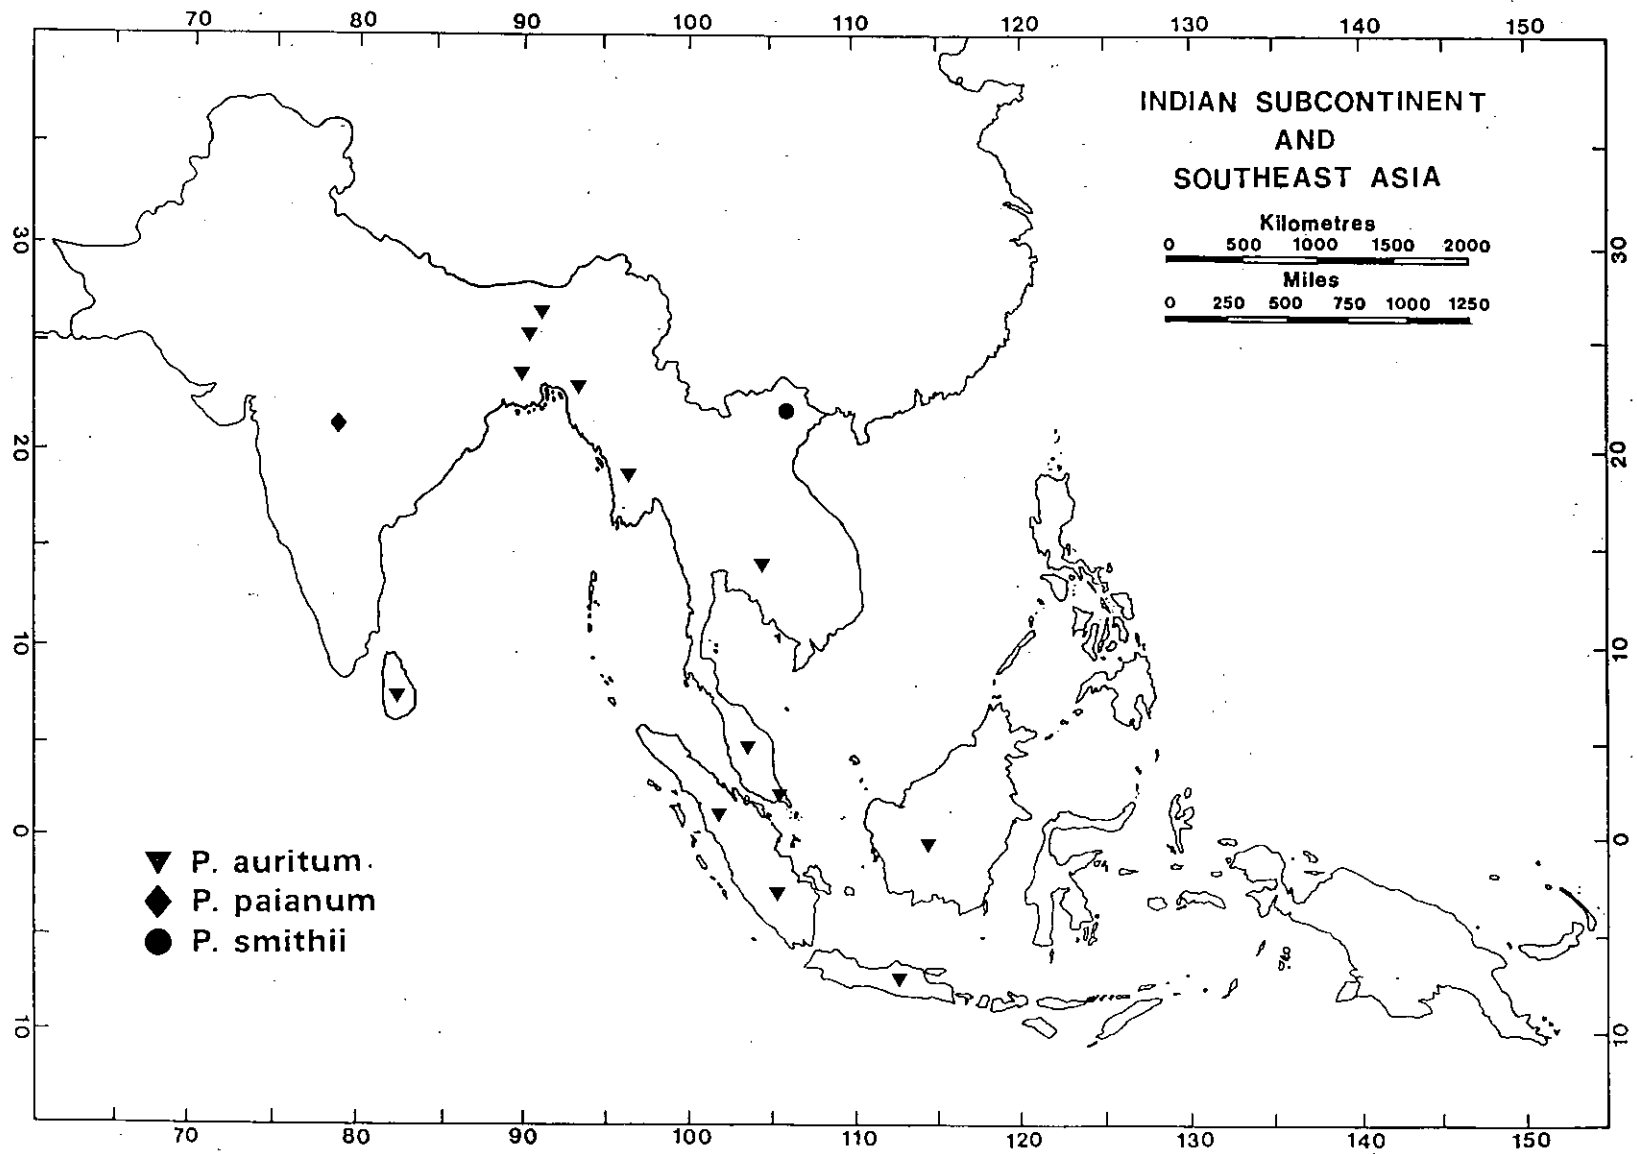 70 80 90 100 110 120 130 140 150
INDIAN SUBCONTINENT
AND
SOUTHEAST ASIA
Kilometres
0 500 1000 1500 2000
Miles
0 250 500 750 1000 1250
30 30
20 20
10 10
0 0
10 10
P. auritum
P. paianum
P. smithii
70 80 90 100 110 120 130 140 150